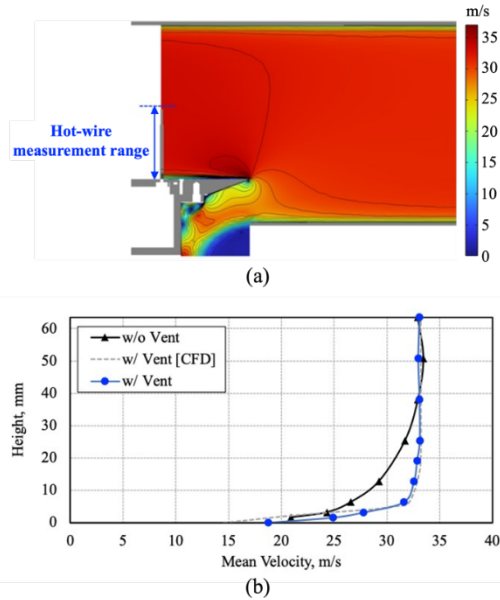 m/s
35
30
25
20
15
10
5
0
Hot-wire
measurement range
(a)
60
50
40
30
20
10
0
Height, mm
w/o Vent
w/ Vent [CFD]
w/ Vent
0 5 10 15 20 25 30 35 40
Mean Velocity, m/s
(b)